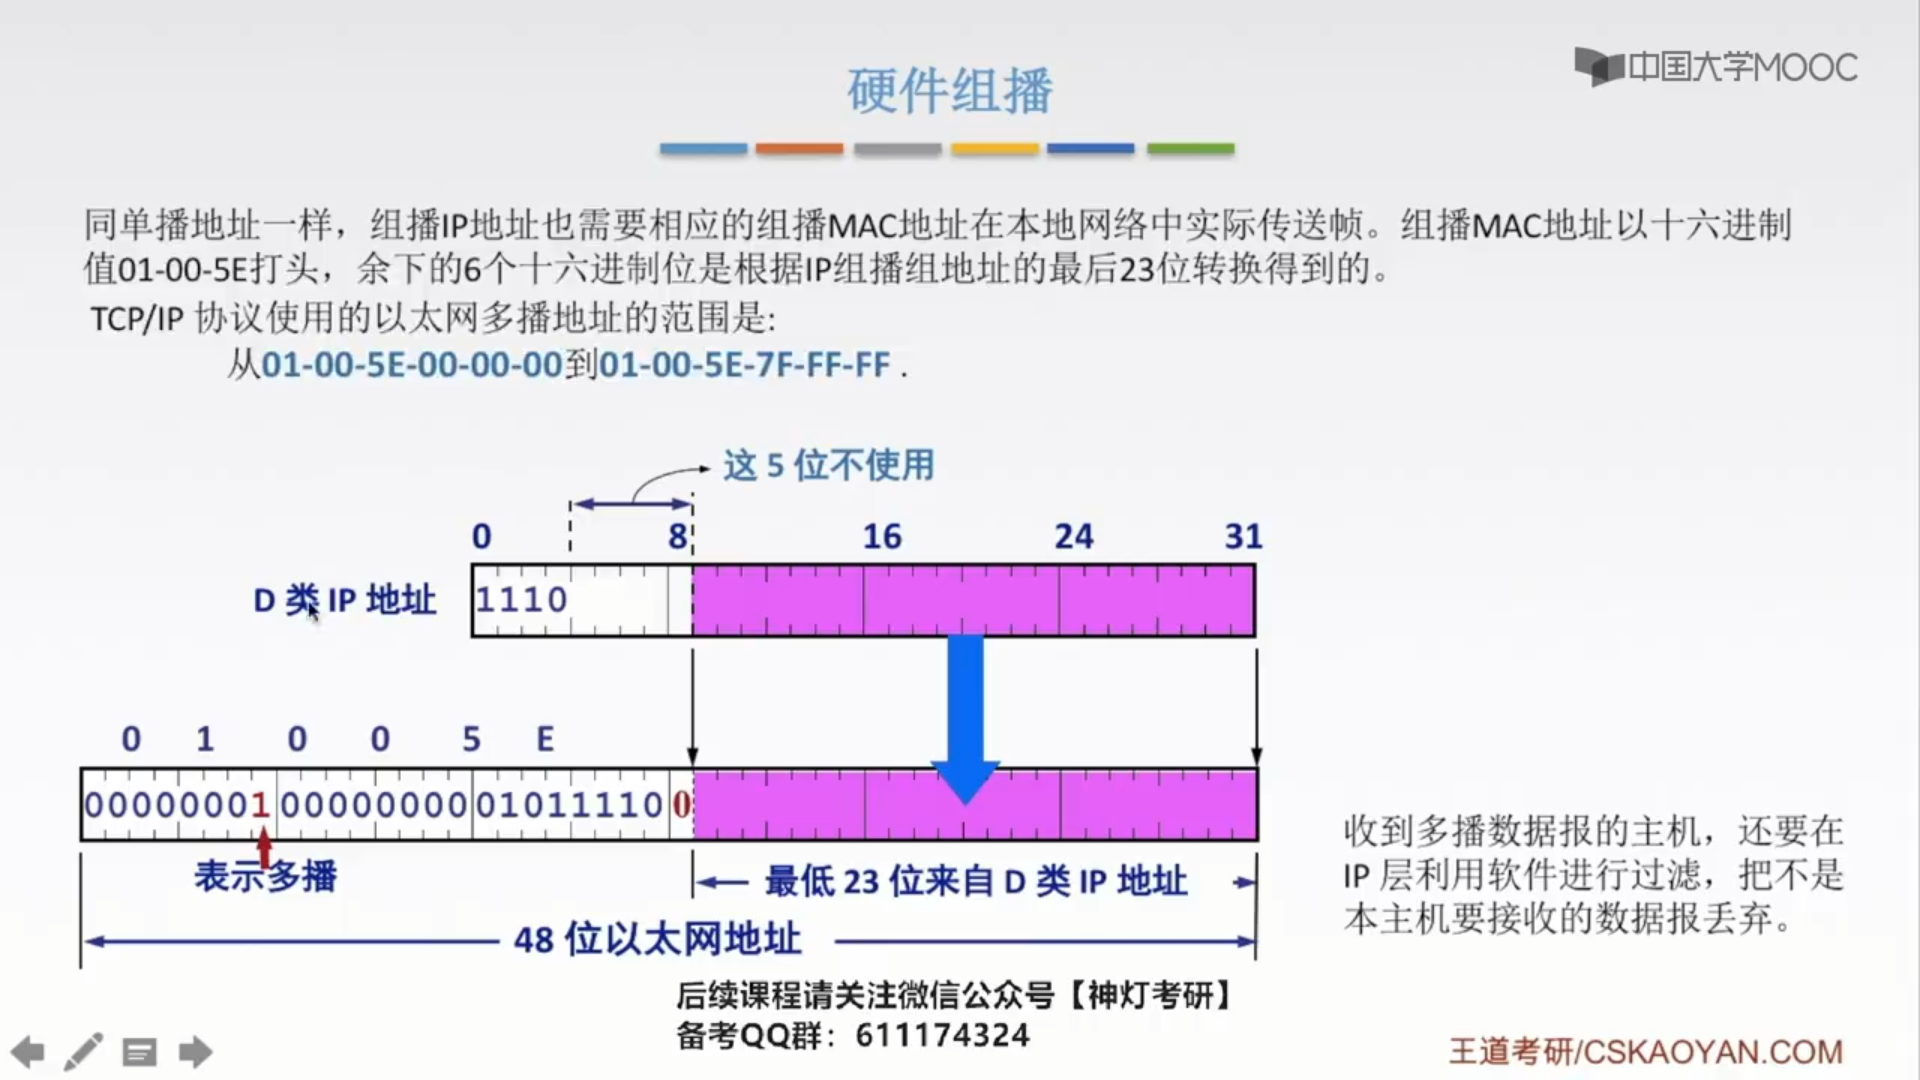 中国大学MOOC
硬件组播
同单播地址一样，组播IP地址也需要相应的组播MAC地址在本地网络中实际传送帧。组播MAC地址以十六进制
值01-00-5E打头，余下的6个十六进制位是根据IP组播组地址的最后23位转换得到的。
TCP/IP 协议使用的以太网多播地址的范围是:
从01-00-5E-00-00-00到01-00-5E-7F-FF-FF .
这 5 位不使用
0 8 16 24 31
D 类 IP 地址 1110
0 1 0 0 5 E
00000001 00000000 01011110 0
表示多播
最低 23 位来自 D 类 IP 地址
48 位以太网地址
收到多播数据报的主机，还要在
IP 层利用软件进行过滤，把不是
本主机要接收的数据报丢弃。
后续课程请关注微信公众号【神灯考研】
备考QQ群：611174324
王道考研/CSKAOYAN.COM